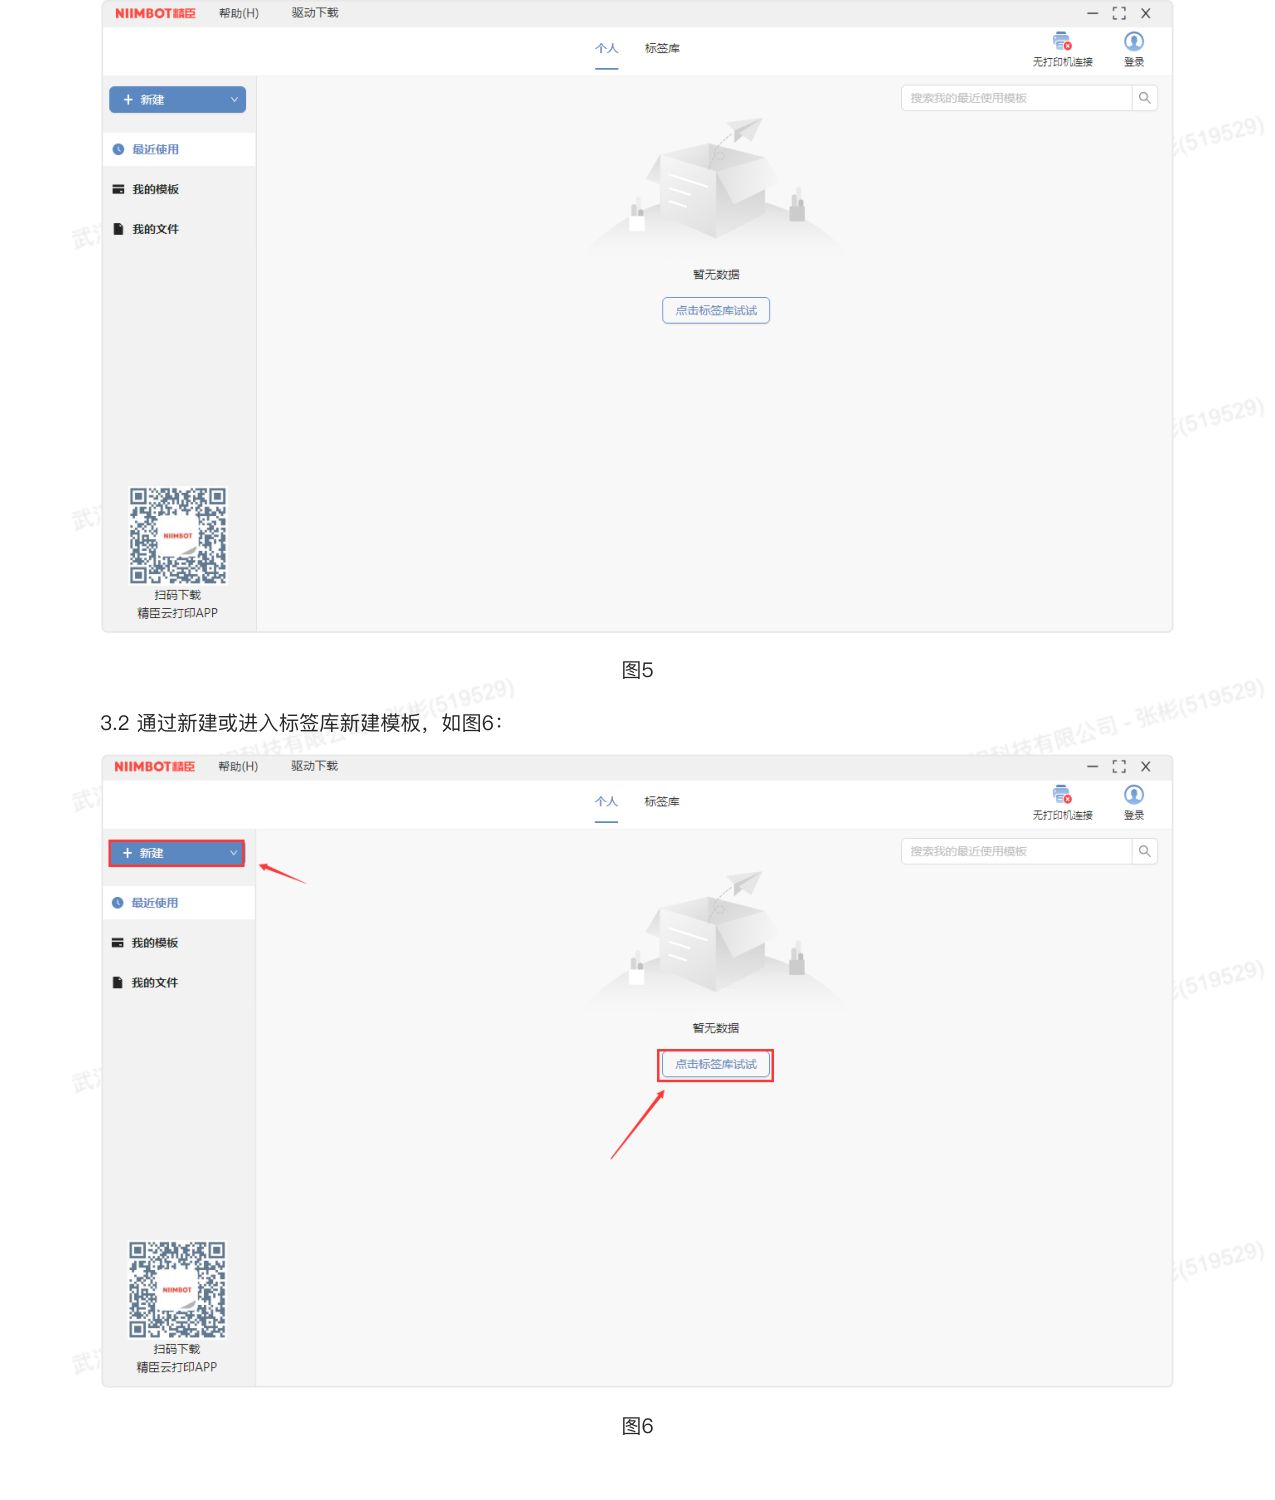 NIIMBOT精臣 帮助(H) 驱动下载
个人 标签库
无打印机连接 登录
新建
搜索我的最近使用模板
最近使用
我的模板
我的文件
暂无数据
点击标签库试试
NIIMBOT
扫码下载
精臣云打印APP
图5
3.2 通过新建或进入标签库新建模板，如图6：
NIIMBOT精臣 帮助(H) 驱动下载
个人 标签库
无打印机连接 登录
新建
搜索我的最近使用模板
最近使用
我的模板
我的文件
暂无数据
点击标签库试试
NIIMBOT
扫码下载
精臣云打印APP
图6